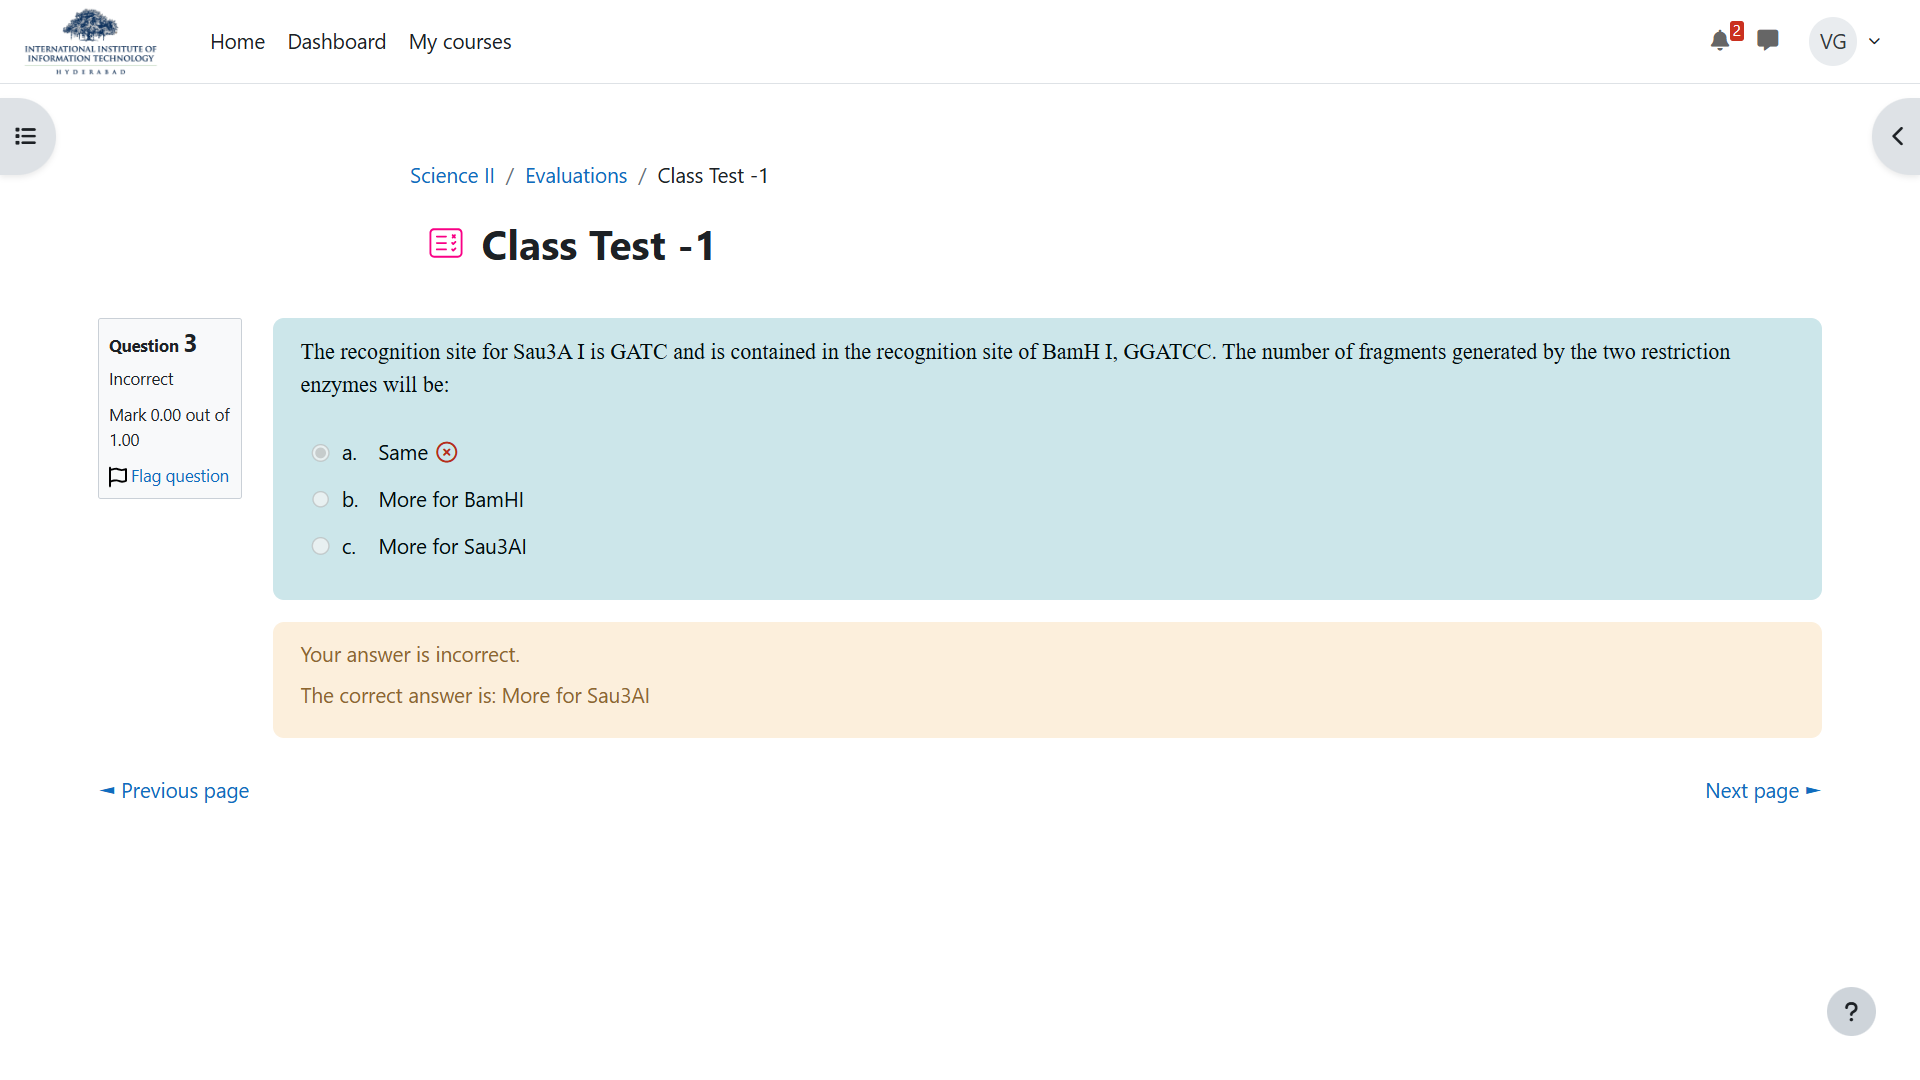 INTERNATIONAL INSTITUTE OF
INFORMATION TECHNOLOGY
HYDERABAD
Home Dashboard My courses
2
VG
Science II / Evaluations / Class Test -1
Class Test -1
Question 3
Incorrect
Mark 0.00 out of
1.00
Flag question
The recognition site for Sau3A I is GATC and is contained in the recognition site of BamH I, GGATCC. The number of fragments generated by the two restriction
enzymes will be:
a. Same
b. More for BamHI
c. More for Sau3AI
Your answer is incorrect.
The correct answer is: More for Sau3AI
◄ Previous page
Next page ►
?